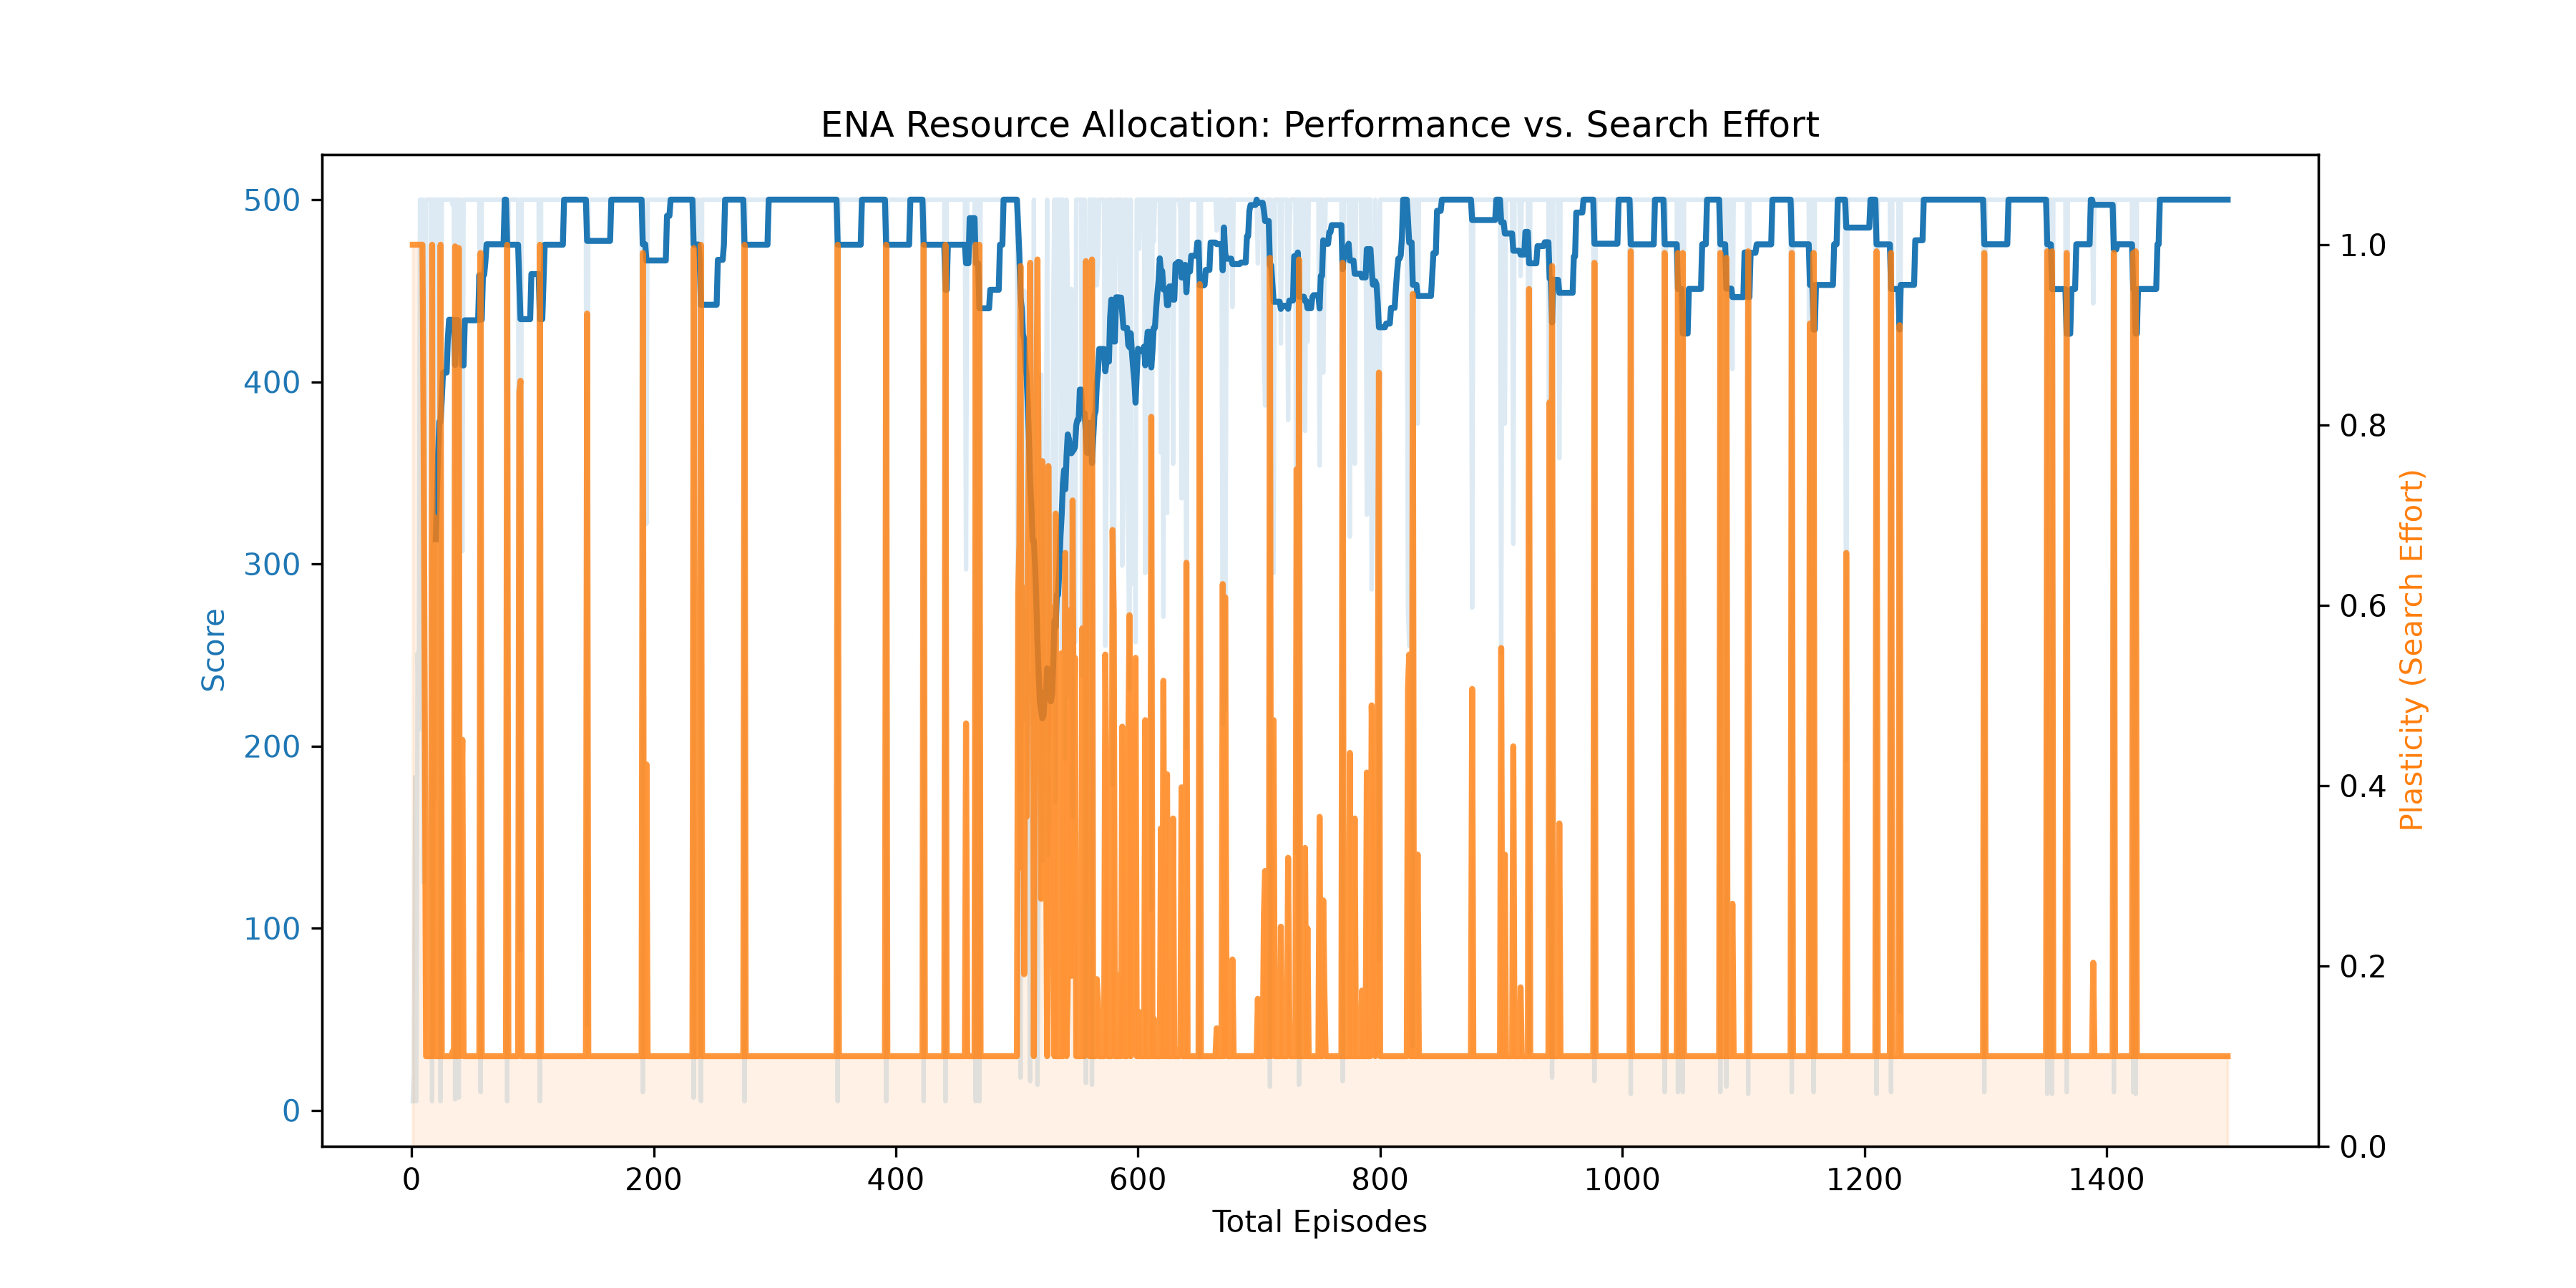 ENA Resource Allocation: Performance vs. Search Effort
500
400
300
200
100
0
Score
1.0
0.8
0.6
0.4
0.2
0.0
Plasticity (Search Effort)
0 200 400 600 800 1000 1200 1400
Total Episodes